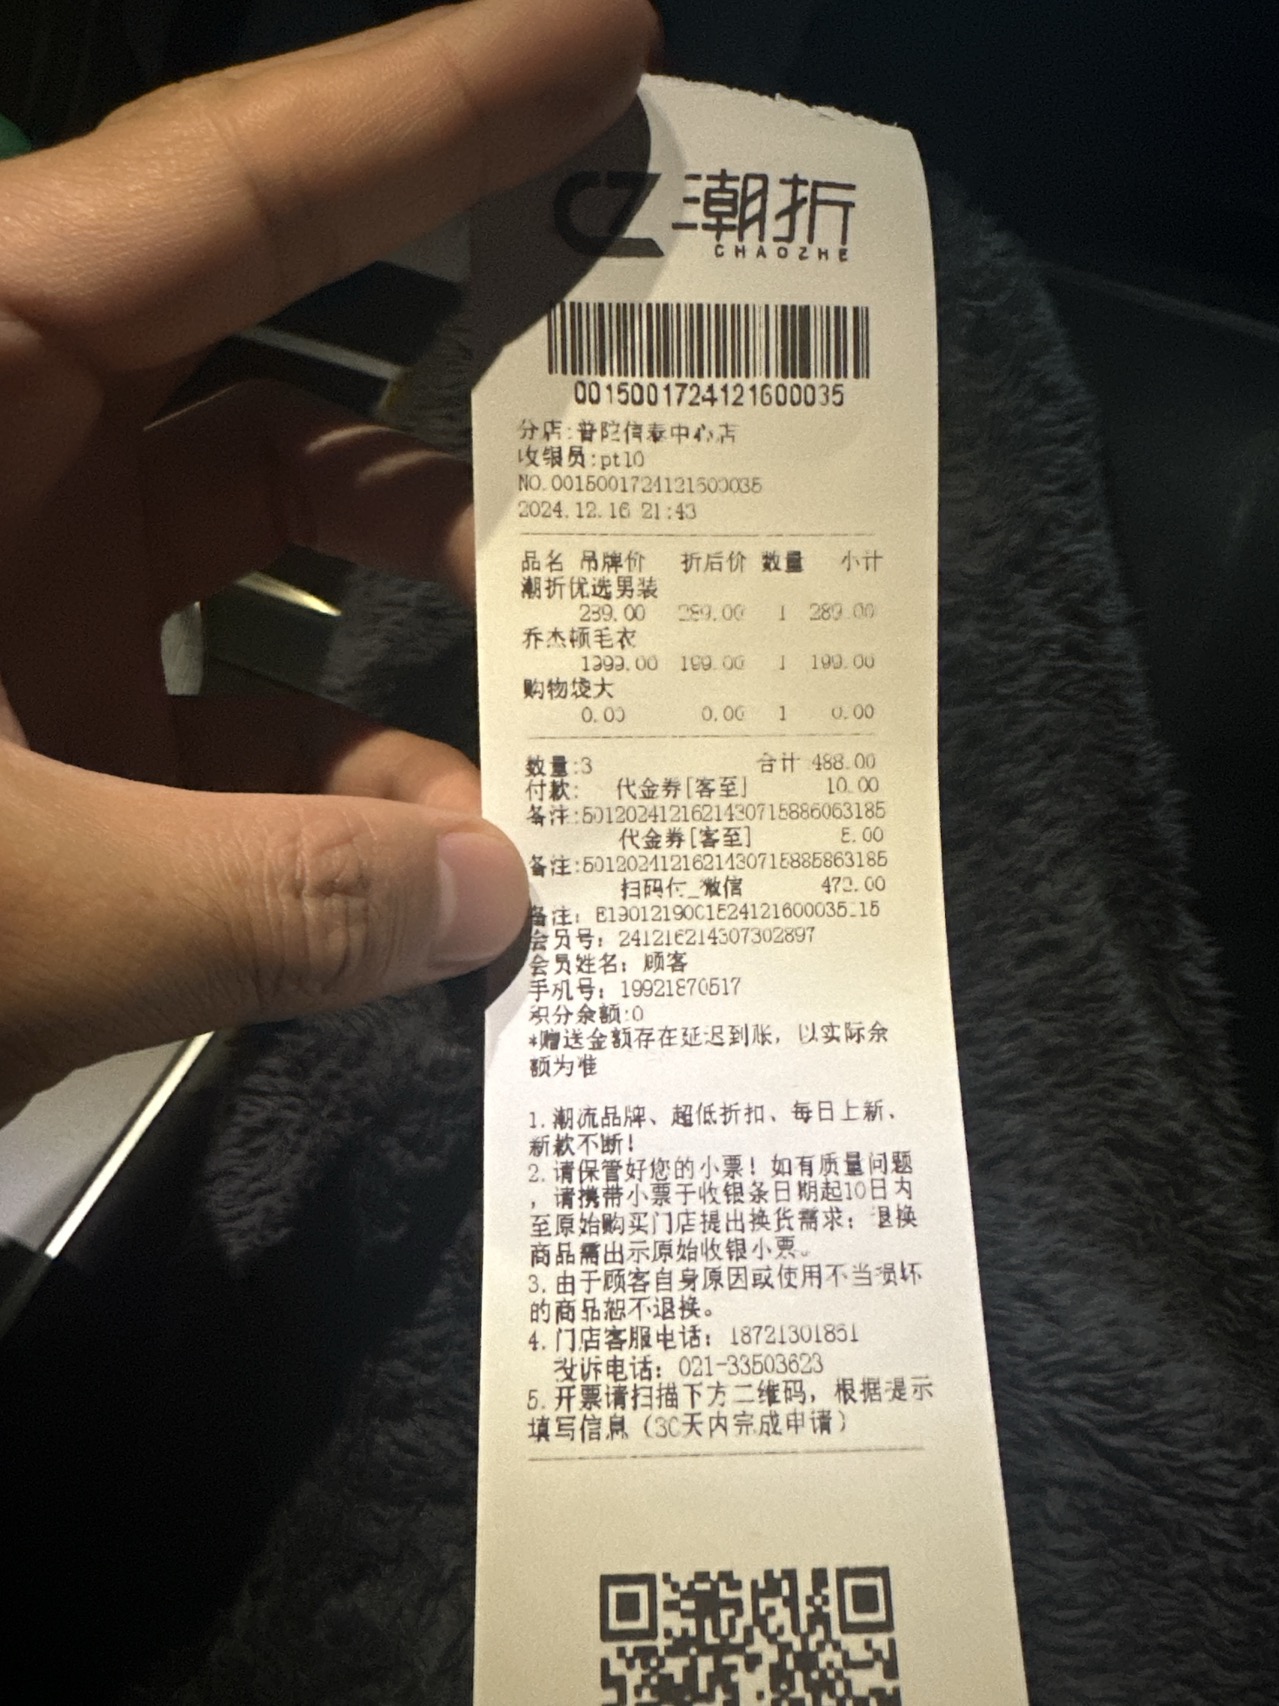 CZ 潮折
CHAOZHE
0015001724121600035
分店:普陀信泰中心店
收银员:pt10
NO.0015001724121600035
2024.12.16 21:43
品名 吊牌价 折后价 数量 小计
潮折优选男装
289.00 289.00 1 289.00
乔杰顿毛衣
1999.00 199.00 1 199.00
购物袋大
0.00 0.00 1 0.00
数量:3 合计 488.00
付款: 代金券[客至] 10.00
备注:5012024121621430715886063185
代金券[客至] 6.00
备注:5012024121621430715885863185
扫码付_微信 472.00
备注: E1901219001524121600035_15
会员号: 241216214307302897
会员姓名: 顾客
手机号: 19921870517
积分余额:0
*赠送金额存在延迟到账, 以实际余
额为准
1.潮流品牌、超低折扣、每日上新、
新款不断!
2.请保管好您的小票! 如有质量问题
, 请携带小票于收银条日期起10日内
至原始购买门店提出换货需求; 退换
商品需出示原始收银小票。
3.由于顾客自身原因或使用不当损坏
的商品恕不退换。
4.门店客服电话: 18721301851
投诉电话: 021-33503623
5.开票请扫描下方二维码, 根据提示
填写信息 (30天内完成申请)